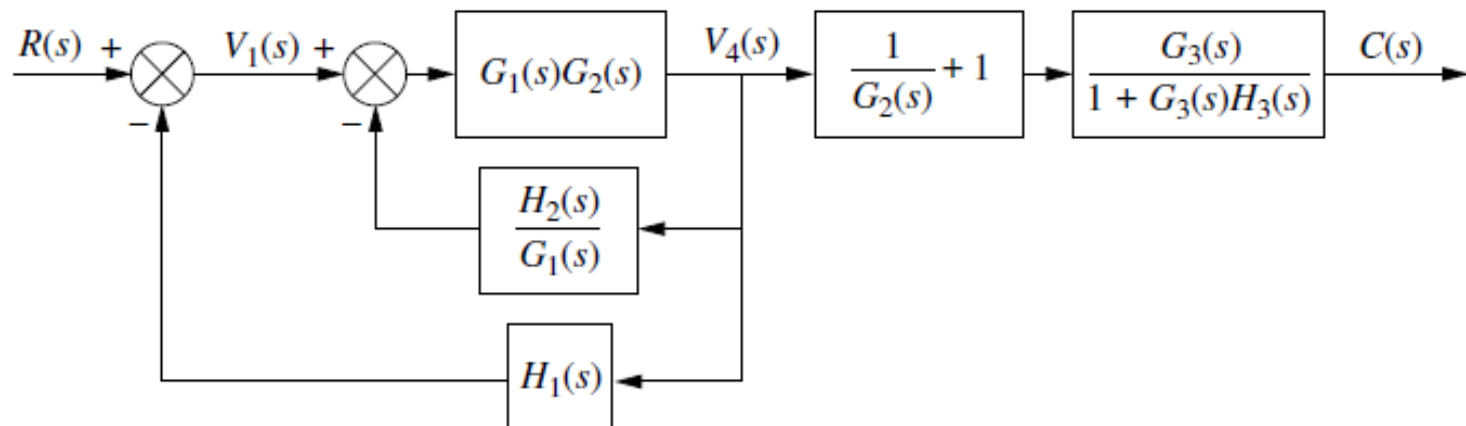 R(s) +
−
V₁(s) +
−
G₁(s)G₂(s)
V₄(s)
1/G₂(s) + 1
G₃(s)/(1 + G₃(s)H₃(s))
C(s)
H₂(s)/G₁(s)
H₁(s)